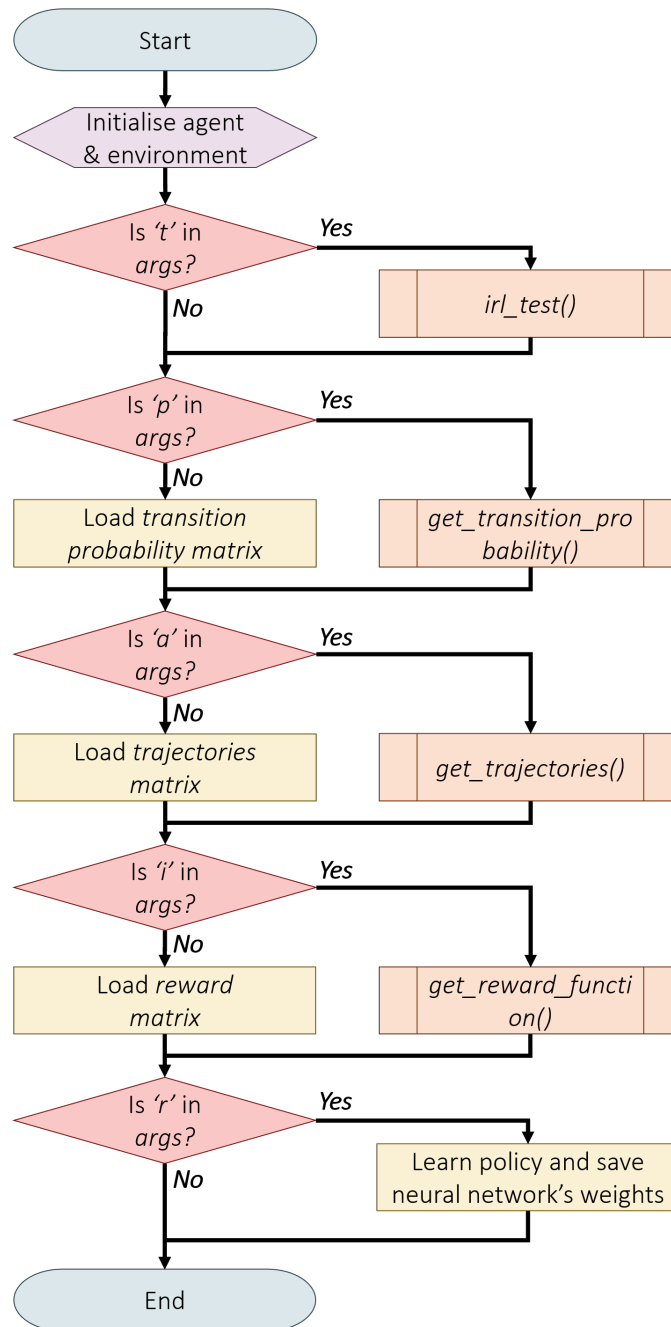 Start
Initialise agent
& environment
Is ‘t’ in
args?
Yes
No
irl_test()
Is ‘p’ in
args?
Yes
No
Load transition
probability matrix
get_transition_pro
bability()
Is ‘a’ in
args?
Yes
No
Load trajectories
matrix
get_trajectories()
Is ‘i’ in
args?
Yes
No
Load reward
matrix
get_reward_functi
on()
Is ‘r’ in
args?
Yes
No
Learn policy and save
neural network’s weights
End